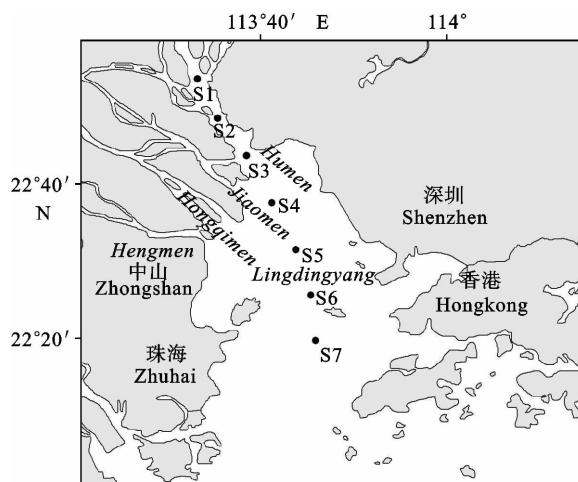 113°40′ E 114°
S1
S2
S3
Humen
22°40′
N
S4
Jiaomen
Hongqimen
深圳
Shenzhen
S5
Hengmen
中山
Zhongshan
Lingdingyang
香港
Hongkong
S6
22°20′
珠海
Zhuhai
S7